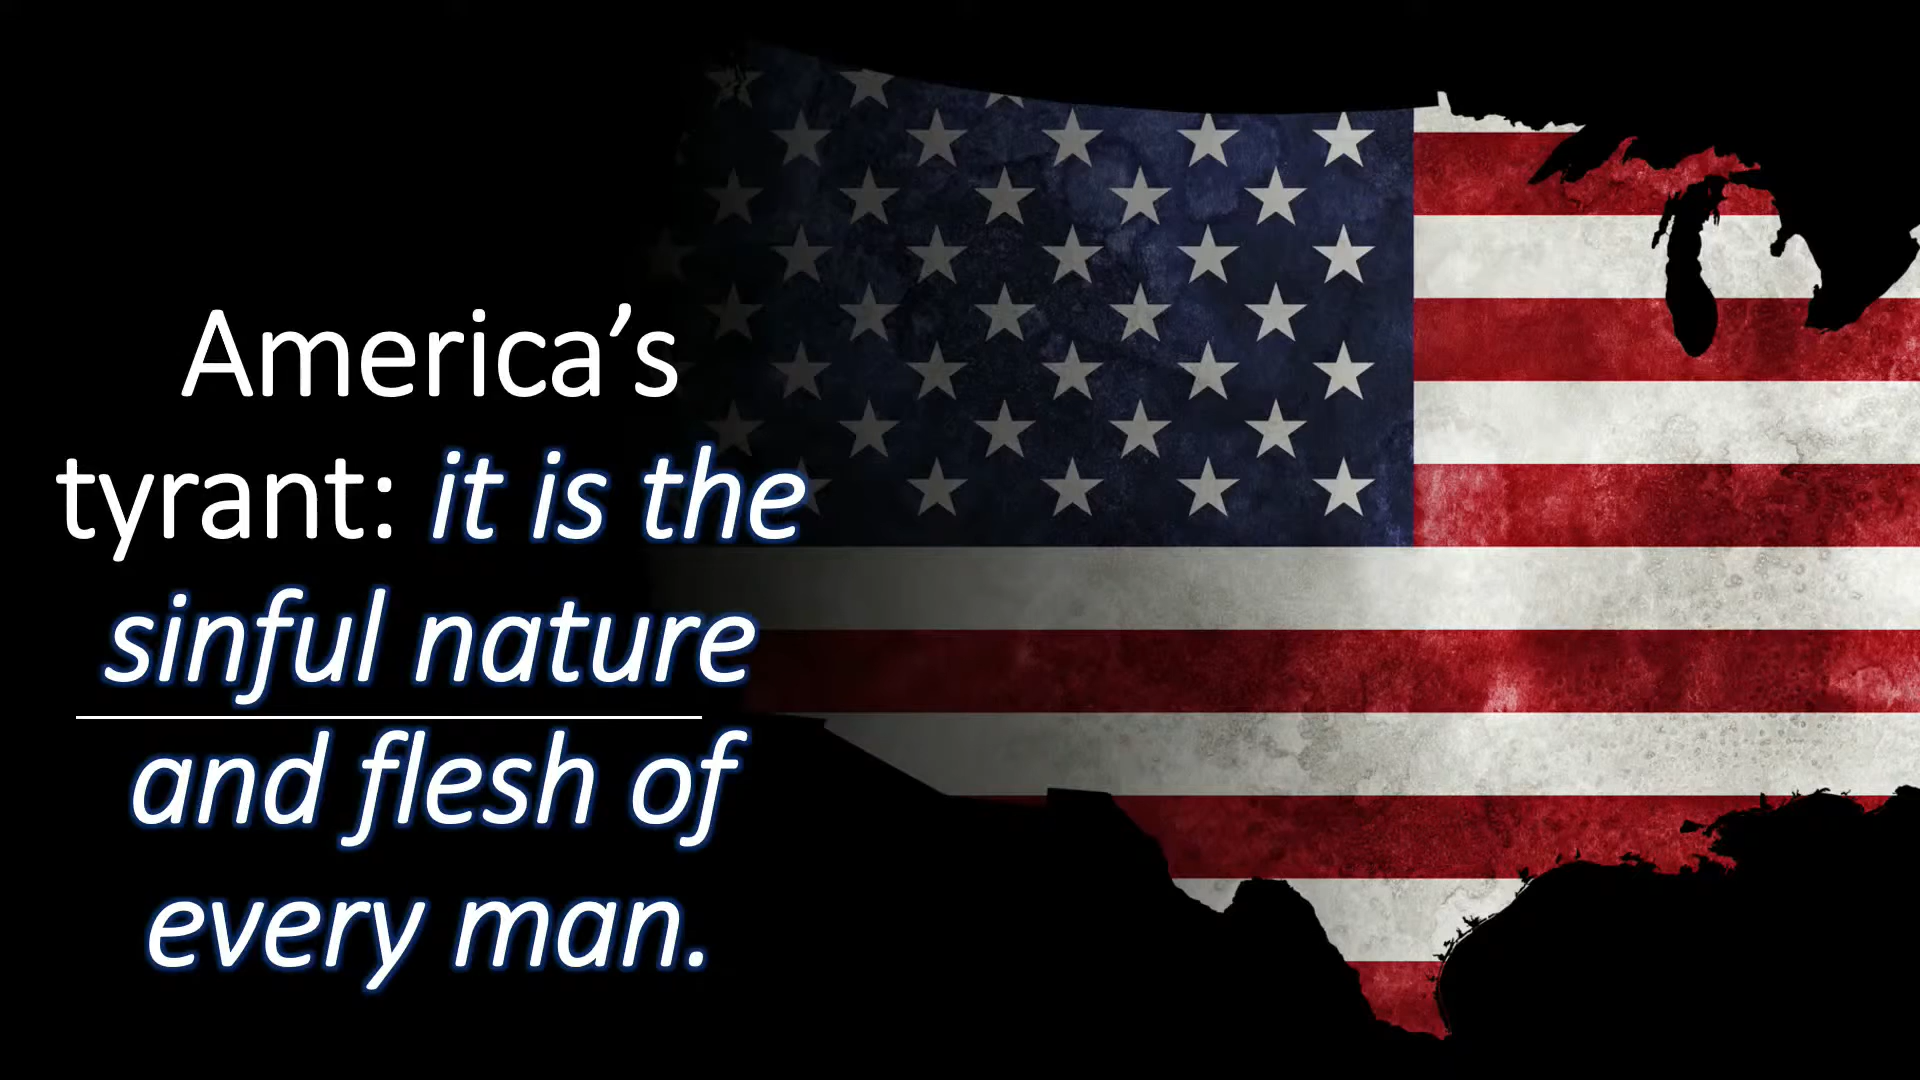 America’s
tyrant: it is the
sinful nature
and flesh of
every man.